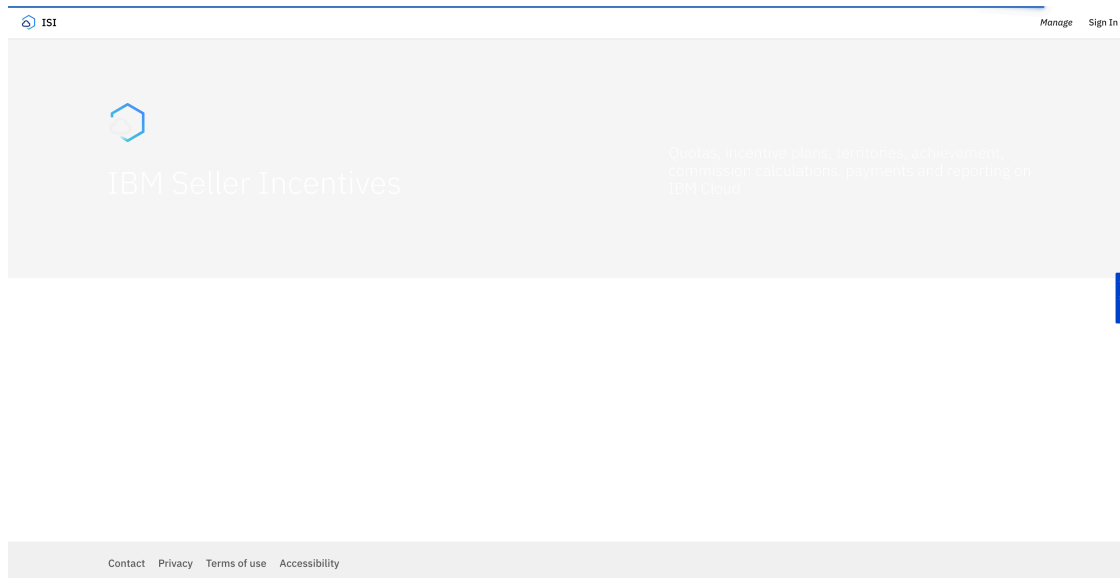 ISI
Manage
Sign In
IBM Seller Incentives
Quotas, incentive plans, territories, achievement,
commission calculations, payments and reporting on
IBM Cloud
Contact
Privacy
Terms of use
Accessibility